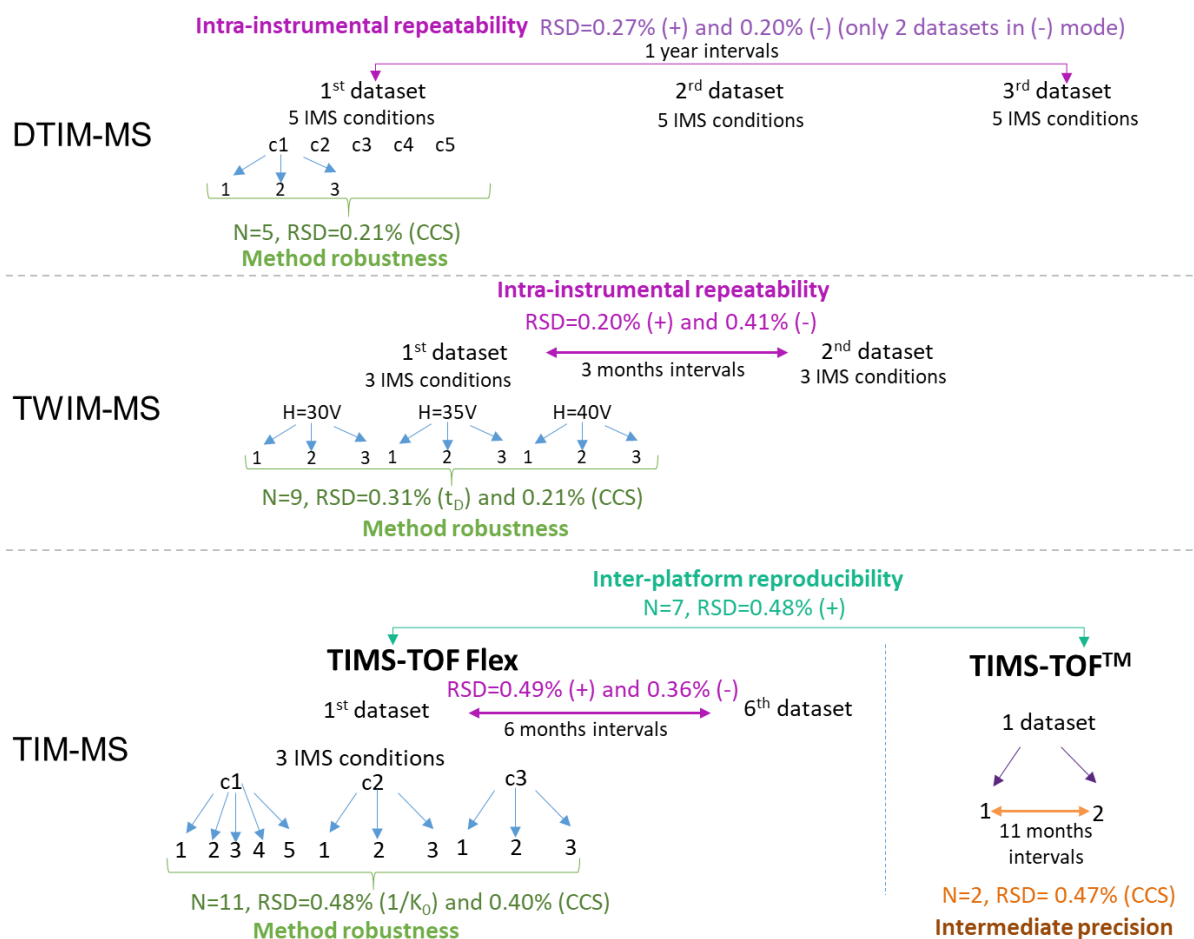 Intra-instrumental repeatability RSD=0.27% (+) and 0.20% (-) (only 2 datasets in (-) mode)
1 year intervals
1st dataset 2rd dataset 3rd dataset
5 IMS conditions 5 IMS conditions 5 IMS conditions
DTIM-MS
c1 c2 c3 c4 c5
1 2 3
N=5, RSD=0.21% (CCS)
Method robustness
Intra-instrumental repeatability
RSD=0.20% (+) and 0.41% (-)
1st dataset 2nd dataset
3 IMS conditions 3 months intervals 3 IMS conditions
TWIM-MS
H=30V H=35V H=40V
1 2 3 1 2 3 1 2 3
N=9, RSD=0.31% (tD) and 0.21% (CCS)
Method robustness
Inter-platform reproducibility
N=7, RSD=0.48% (+)
TIMS-TOF Flex
RSD=0.49% (+) and 0.36% (-)
1st dataset 6th dataset
6 months intervals
TIM-MS
3 IMS conditions
c1 c2 c3
1 2 3 4 5 1 2 3 1 2 3
N=11, RSD=0.48% (1/K0) and 0.40% (CCS)
Method robustness
TIMS-TOFTM
1 dataset
1 2
11 months
intervals
N=2, RSD= 0.47% (CCS)
Intermediate precision